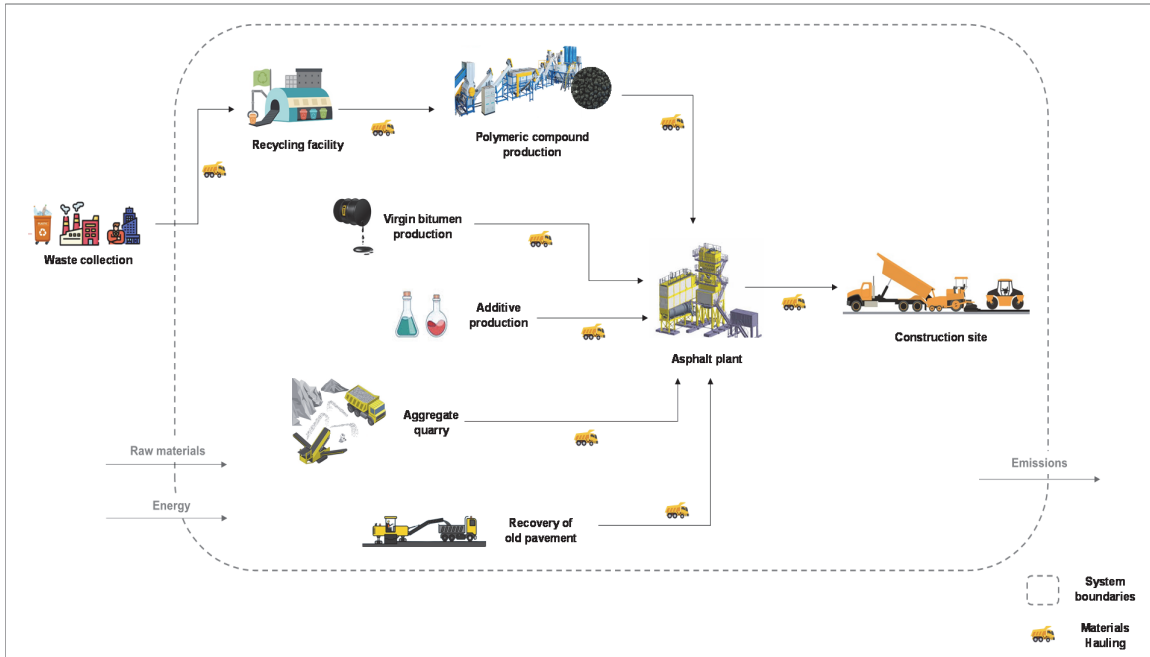 Recycling facility
Polymeric compound
production
Waste collection
Virgin bitumen
production
Additive
production
Asphalt plant
Construction site
Aggregate
quarry
Raw materials
Energy
Emissions
Recovery of
old pavement
System
boundaries
Materials
Hauling